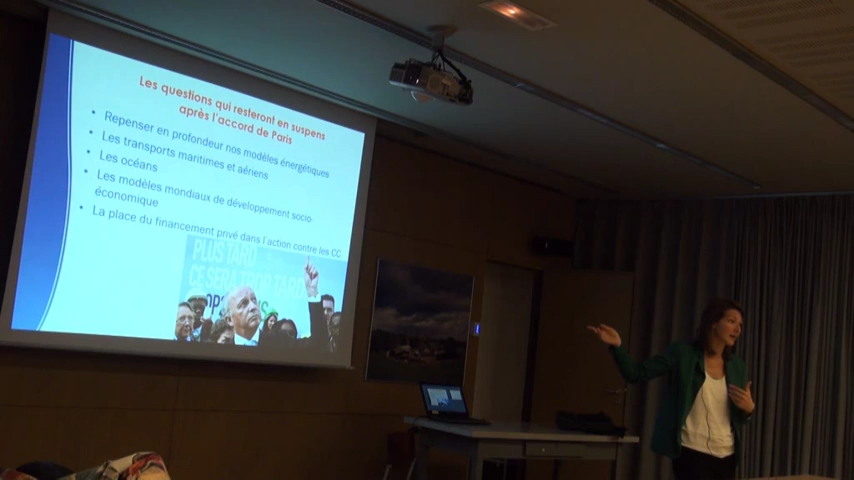 Les questions qui resteront en suspens
après l'accord de Paris
• Repenser en profondeur nos modèles énergétiques
• Les transports maritimes et aériens
• Les océans
• Les modèles mondiaux de développement socio-
économique
• La place du financement privé dans l'action contre les CC
PLUS TARD
CE SERA TROP TARD